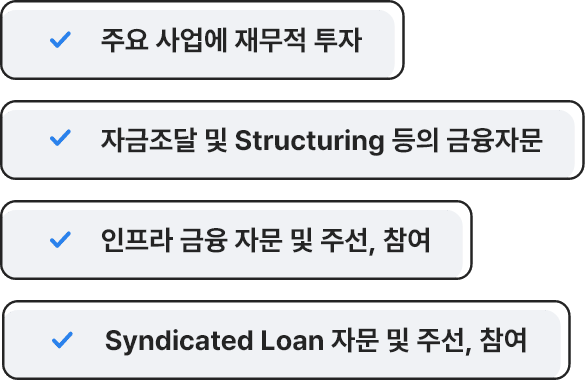 주요 사업에 재무적 투자
자금조달 및 Structuring 등의 금융자문
인프라 금융 자문 및 주선, 참여
Syndicated Loan 자문 및 주선, 참여